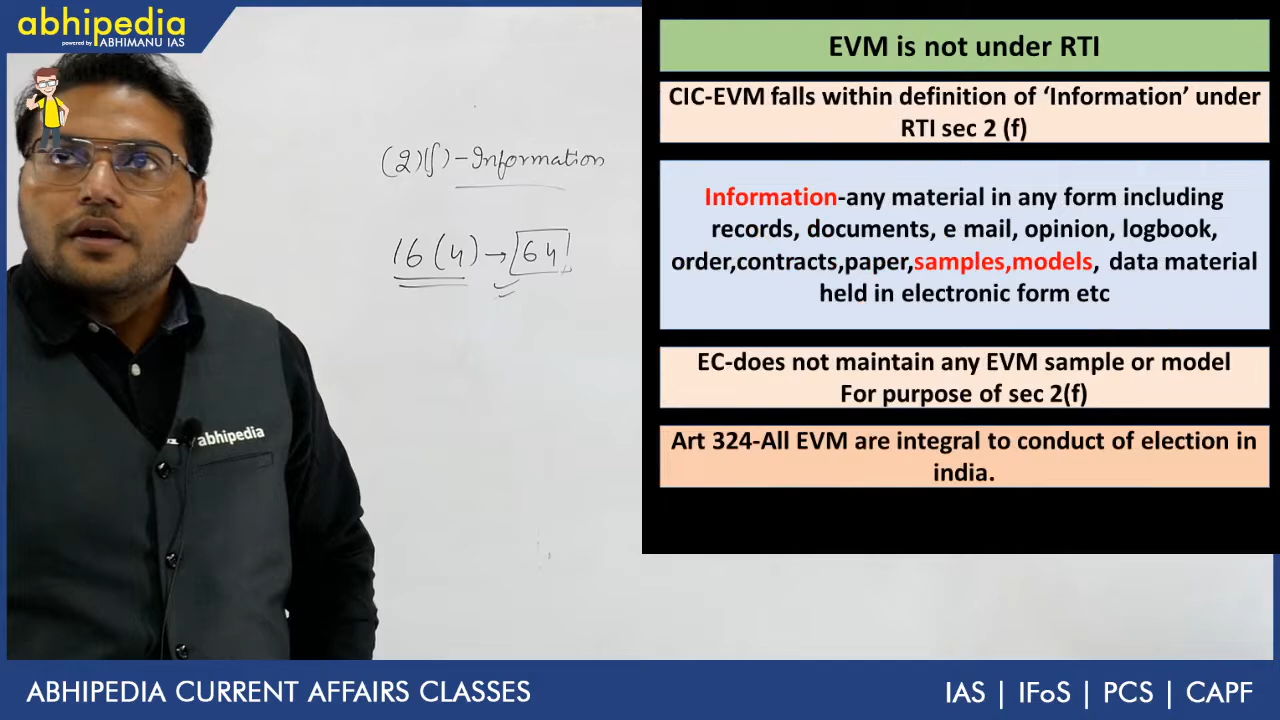 abhipedia
powered by ABHIMANU IAS
(2)(f) - Information
16 (4) → 64
abhipedia
EVM is not under RTI
CIC-EVM falls within definition of ‘Information’ under
RTI sec 2 (f)
Information-any material in any form including
records, documents, e mail, opinion, logbook,
order,contracts,paper,samples,models, data material
held in electronic form etc
EC-does not maintain any EVM sample or model
For purpose of sec 2(f)
Art 324-All EVM are integral to conduct of election in
india.
ABHIPEDIA CURRENT AFFAIRS CLASSES
IAS | IFoS | PCS | CAPF